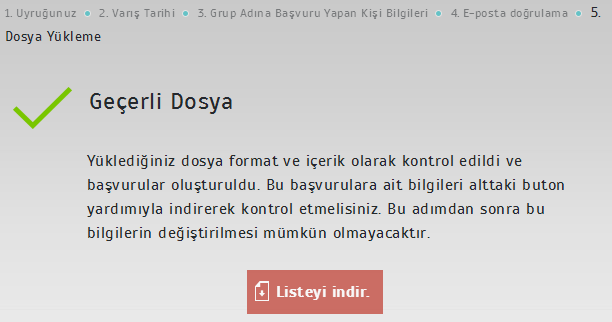 1. Uyruğunuz • 2. Varış Tarihi • 3. Grup Adına Başvuru Yapan Kişi Bilgileri • 4. E-posta doğrulama • 5.
Dosya Yükleme
Geçerli Dosya
Yüklediğiniz dosya format ve içerik olarak kontrol edildi ve
başvurular oluşturuldu. Bu başvurulara ait bilgileri alttaki buton
yardımıyla indirerek kontrol etmelisiniz. Bu adımdan sonra bu
bilgilerin değiştirilmesi mümkün olmayacaktır.
Listeyi indir.